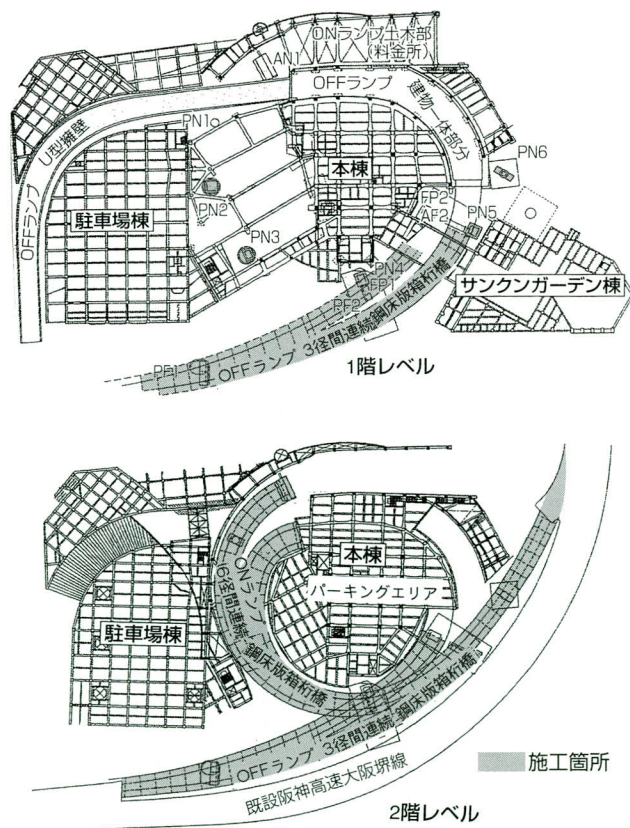 ONランプ土木部
(料金所)
AN1
OFFランプ
建物一体部分
U型擁壁
PN1
PN6
本棟
PN2
FP2
AF2
PN5
駐車場棟
OFFランプ
PN3
サンクンガーデン棟
PN4
FP1
PF2
PF1
OFFランプ 3径間連続鋼床版箱桁橋
1階レベル
本棟
ONランプ
6径間連続 鋼床版箱桁橋
パーキングエリア
駐車場棟
OFFランプ 3径間連続 鋼床版箱桁橋
施工箇所
既設阪神高速大阪堺線
2階レベル